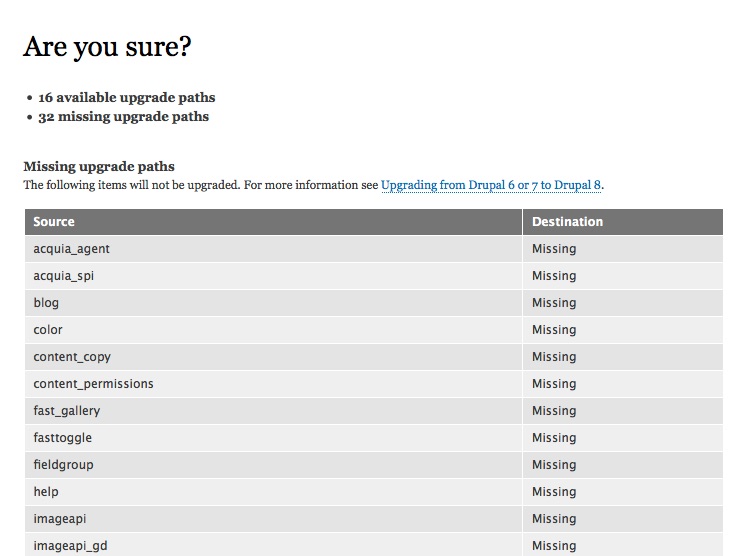 Are you sure?
• 16 available upgrade paths
• 32 missing upgrade paths
Missing upgrade paths
The following items will not be upgraded. For more information see Upgrading from Drupal 6 or 7 to Drupal 8.
Source Destination
acquia_agent Missing
acquia_spi Missing
blog Missing
color Missing
content_copy Missing
content_permissions Missing
fast_gallery Missing
fasttoggle Missing
fieldgroup Missing
help Missing
imageapi Missing
imageapi_gd Missing